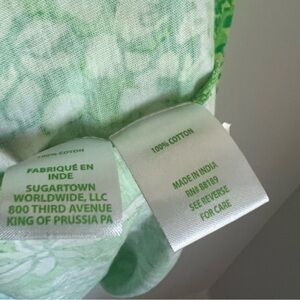 100% COTON
FABRIQUÉ EN
INDE
SUGARTOWN
WORLDWIDE, LLC
800 THIRD AVENUE
KING OF PRUSSIA PA
100% COTTON
MADE IN INDIA
RN# 88189
SEE REVERSE
FOR CARE